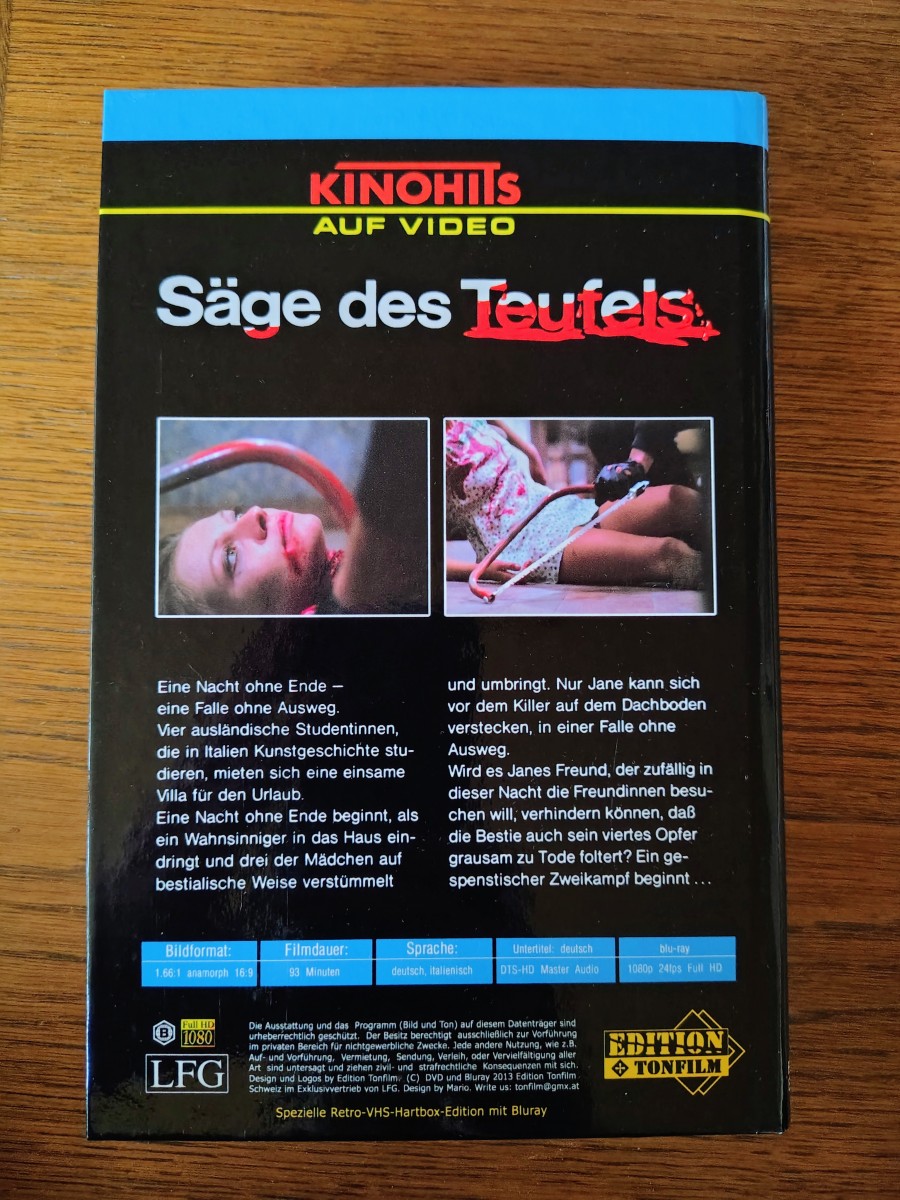 KINOHITS
AUF VIDEO
Säge des Teufels
Eine Nacht ohne Ende –
eine Falle ohne Ausweg.
Vier ausländische Studentinnen,
die in Italien Kunstgeschichte stu-
dieren, mieten sich eine einsame
Villa für den Urlaub.
Eine Nacht ohne Ende beginnt, als
ein Wahnsinniger in das Haus ein-
dringt und drei der Mädchen auf
bestialische Weise verstümmelt
und umbringt. Nur Jane kann sich
vor dem Killer auf dem Dachboden
verstecken, in einer Falle ohne
Ausweg.
Wird es Janes Freund, der zufällig in
dieser Nacht die Freundinnen besu-
chen will, verhindern können, daß
die Bestie auch sein viertes Opfer
grausam zu Tode foltert? Ein ge-
spenstischer Zweikampf beginnt ...
Bildformat:
1.66:1 anamorph 16:9
Filmdauer:
93 Minuten
Sprache:
deutsch, italienisch
Untertitel: deutsch
DTS-HD Master Audio
blu-ray
1080p 24fps Full HD
B
Full HD
1080
LFG
Die Ausstattung und das Programm (Bild und Ton) auf diesem Datenträger sind
urheberrechtlich geschützt. Der Besitz berechtigt ausschließlich zur Vorführung
im privaten Bereich für nichtgewerbliche Zwecke. Jede andere Nutzung, wie z.B.
Auf- und Vorführung, Vermietung, Sendung, Verleih, oder Vervielfältigung aller
Art sind untersagt und ziehen zivil- und strafrechtliche Konsequenzen mit sich.
Design und Logos by Edition Tonfilm. (C) DVD und Bluray 2013 Edition Tonfilm
Schweiz im Exklusivertrieb von LFG. Design by Mario. Write us: tonfilm@gmx.at
EDITION
TONFILM
Spezielle Retro-VHS-Hartbox-Edition mit Bluray